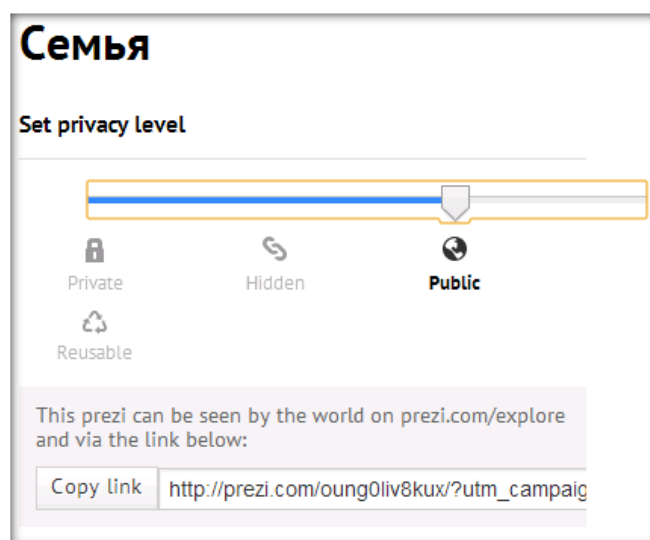 Семья
Set privacy level
Private Hidden Public
Reusable
This prezi can be seen by the world on prezi.com/explore
and via the link below:
Copy link http://prezi.com/oung0liv8kux/?utm_campaig